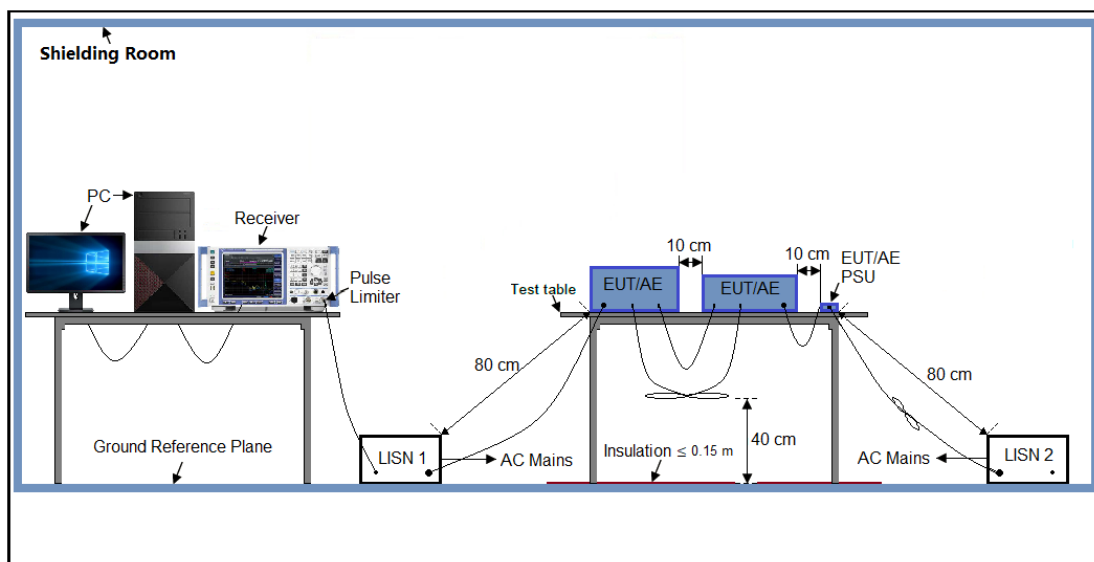 Shielding Room
PC
Receiver
Pulse
Limiter
10 cm
10 cm
EUT/AE
PSU
EUT/AE
EUT/AE
Test table
80 cm
80 cm
40 cm
Ground Reference Plane
LISN 1
AC Mains
Insulation ≤ 0.15 m
AC Mains
LISN 2